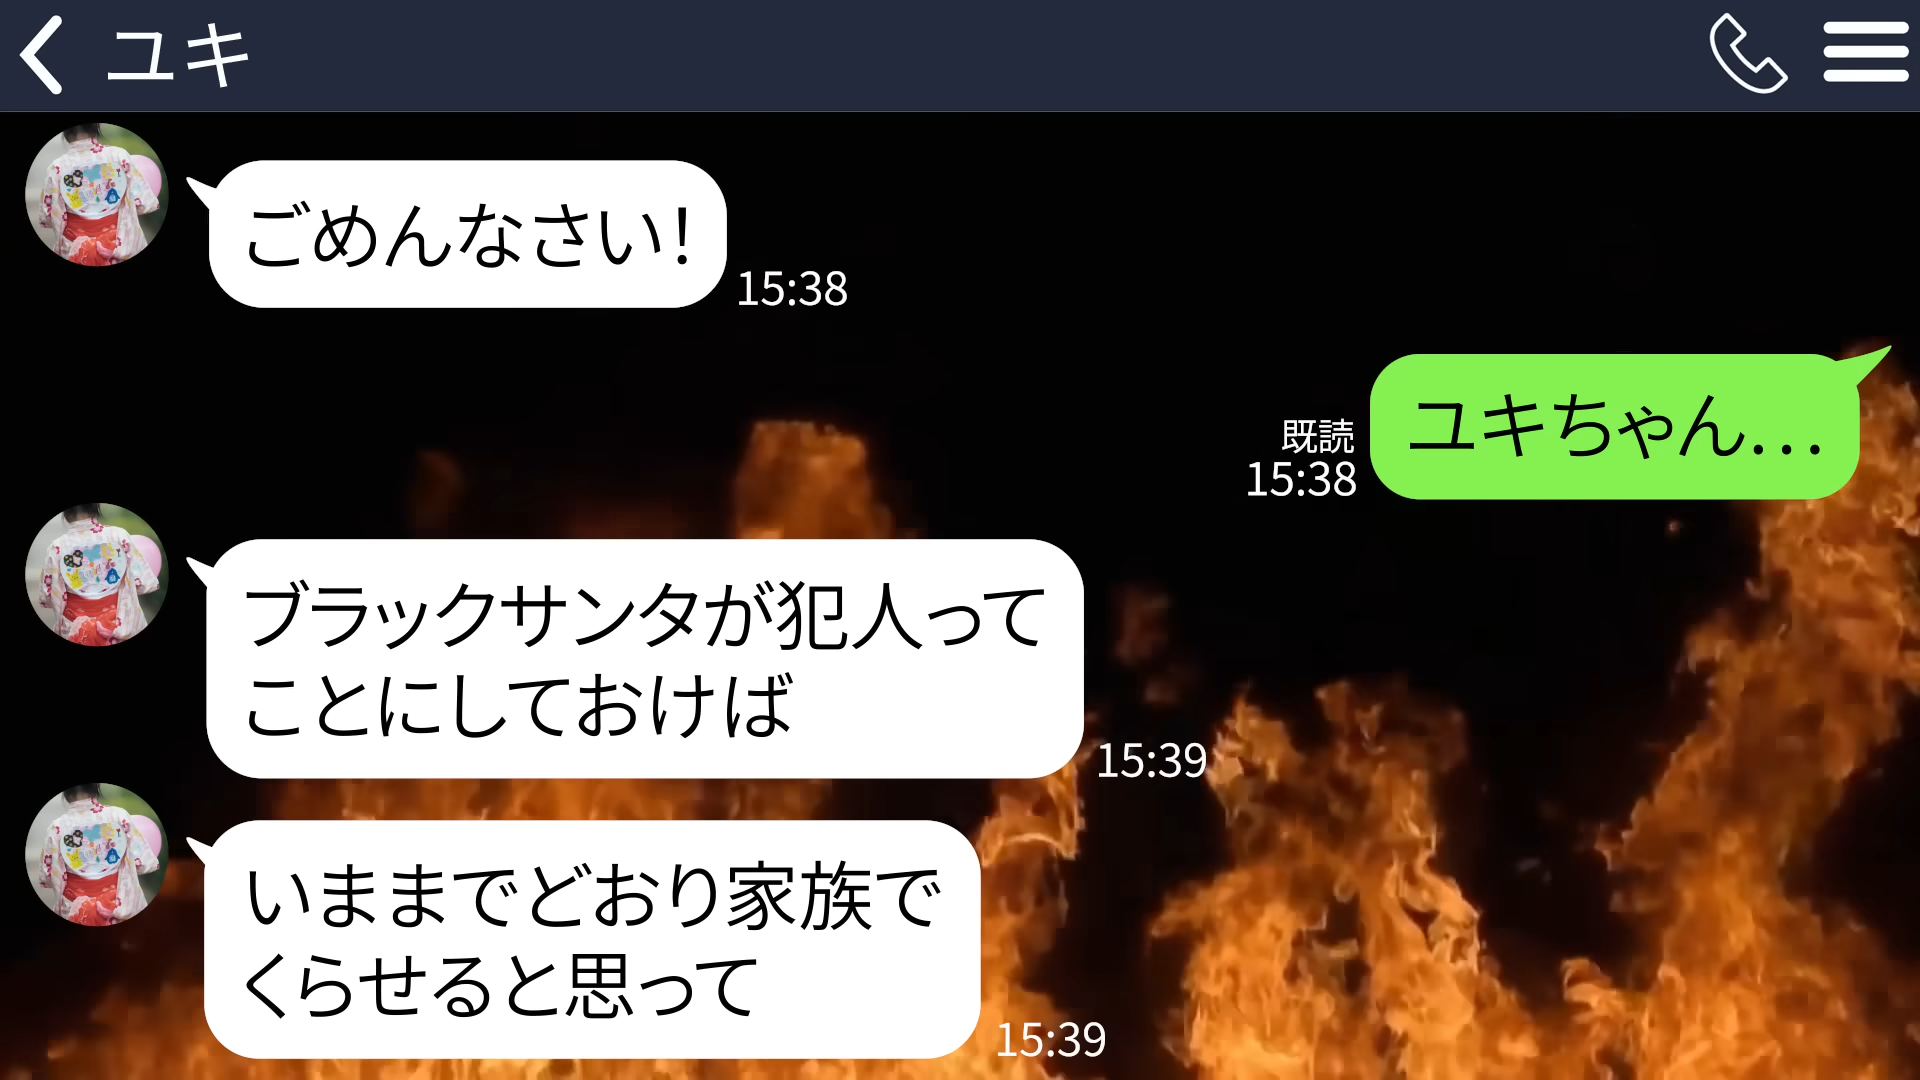 ユキ
ごめんなさい！
15:38
ユキちゃん...
既読
15:38
ブラックサンタが犯人って
ことにしておけば
15:39
いままでどおり家族で
くらせると思って
15:39